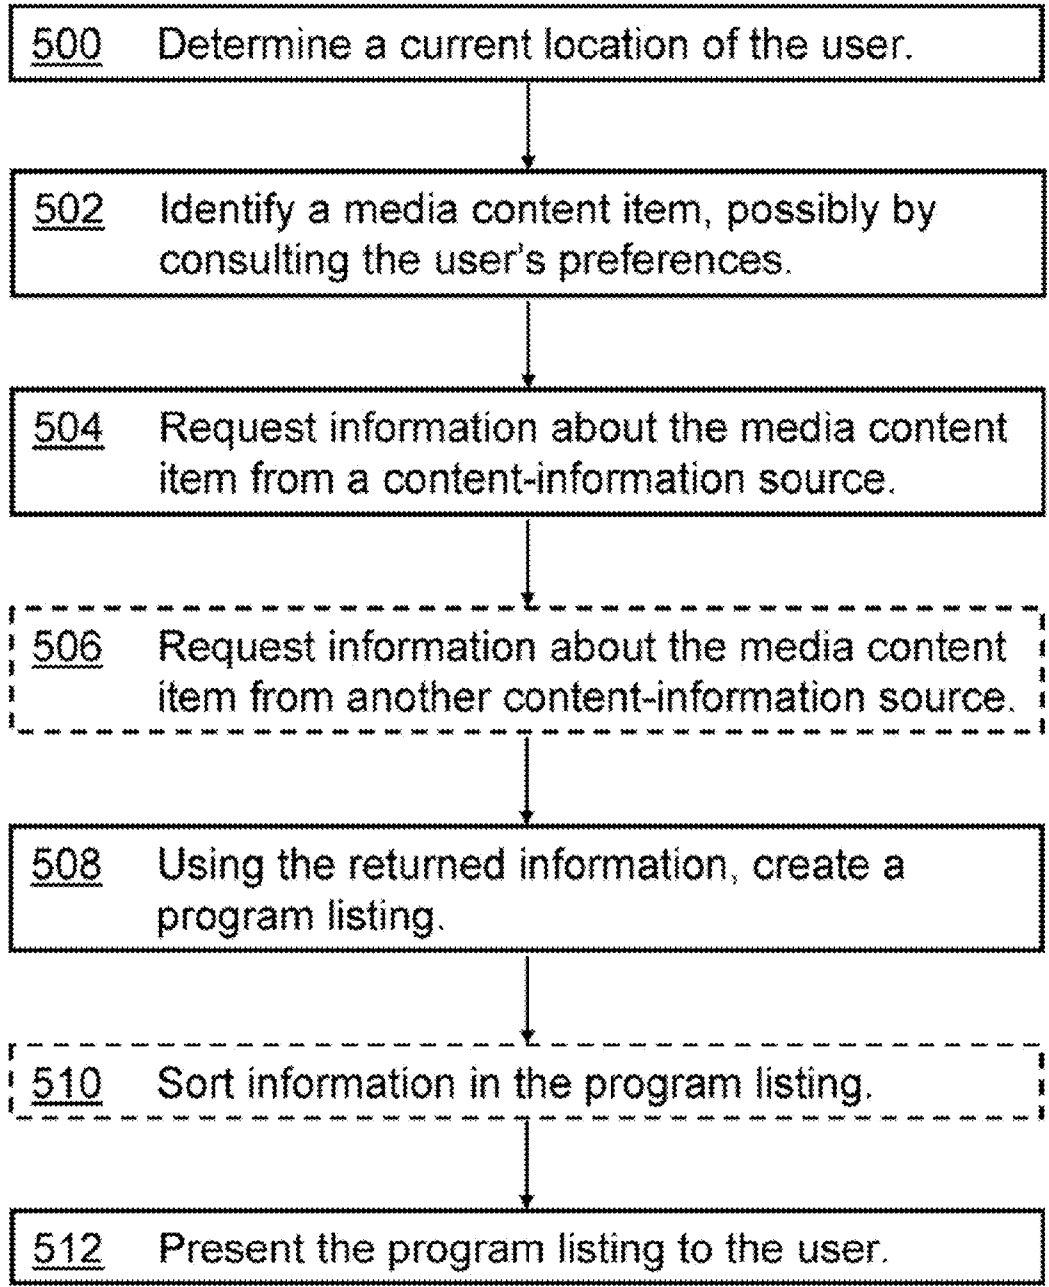 500 Determine a current location of the user.
502 Identify a media content item, possibly by
consulting the user's preferences.
504 Request information about the media content
item from a content-information source.
506 Request information about the media content
item from another content-information source.
508 Using the returned information, create a
program listing.
510 Sort information in the program listing.
512 Present the program listing to the user.